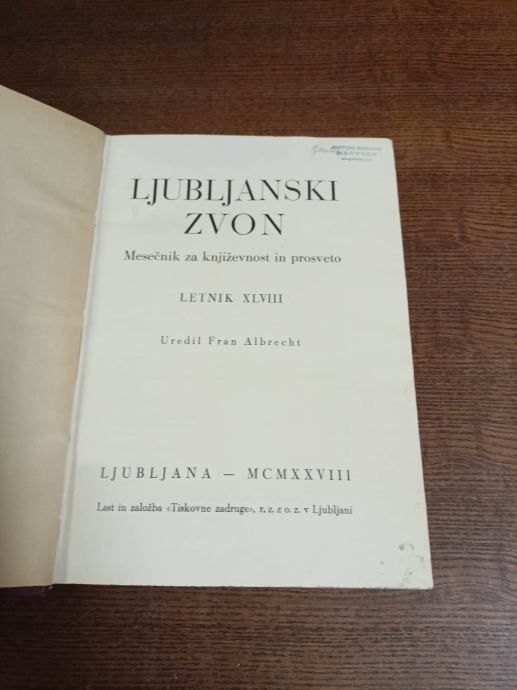 LJUBLJANSKI
ZVON
Mesečnik za književnost in prosveto
LETNIK XLVIII
Uredil Fran Albrecht
LJUBLJANA — MCMXXVIII
Last in založba «Tiskovne zadruge», r. z. z o. z. v Ljubljani